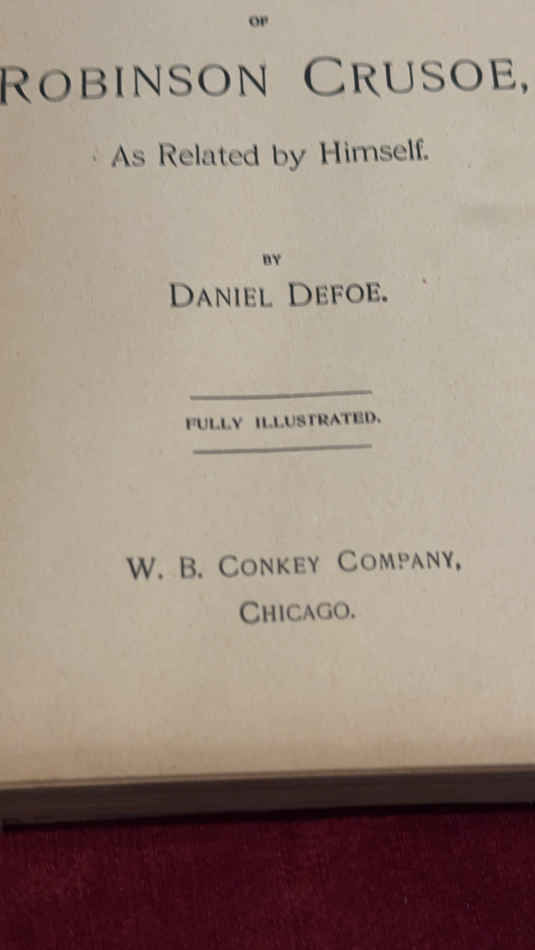 OF
ROBINSON CRUSOE,
As Related by Himself.
BY
DANIEL DEFOE.
FULLY ILLUSTRATED.
W. B. CONKEY COMPANY,
CHICAGO.